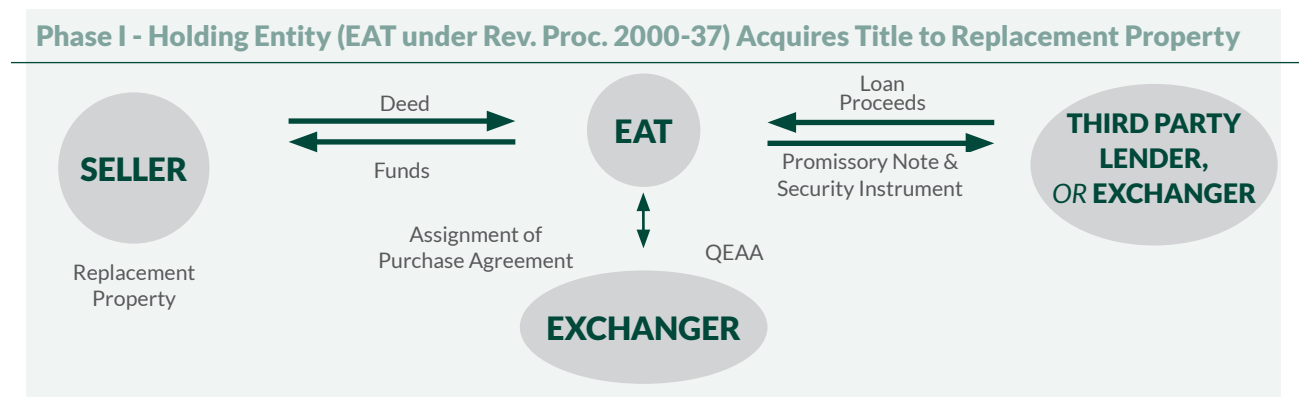 Phase I - Holding Entity (EAT under Rev. Proc. 2000-37) Acquires Title to Replacement Property
SELLER
Replacement
Property
Deed
Funds
EAT
Loan
Proceeds
Promissory Note &
Security Instrument
THIRD PARTY
LENDER,
OR EXCHANGER
Assignment of
Purchase Agreement
QEAA
EXCHANGER